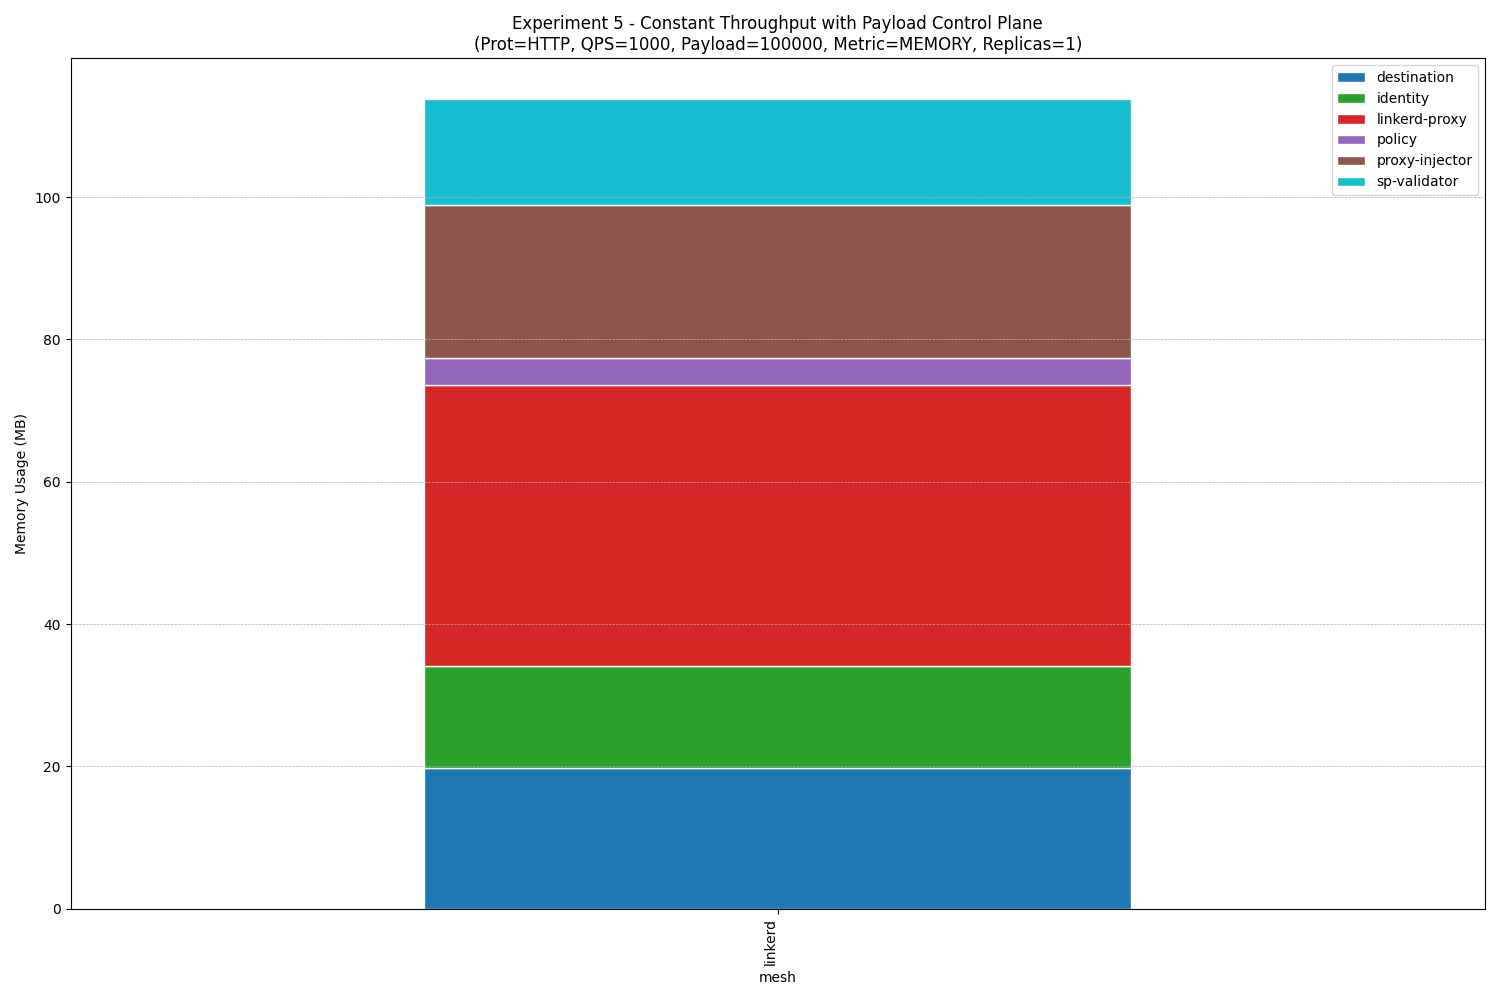 Experiment 5 - Constant Throughput with Payload Control Plane
(Prot=HTTP, QPS=1000, Payload=100000, Metric=MEMORY, Replicas=1)
destination
identity
linkerd-proxy
policy
proxy-injector
sp-validator
100
80
60
40
20
0
Memory Usage (MB)
linkerd
mesh